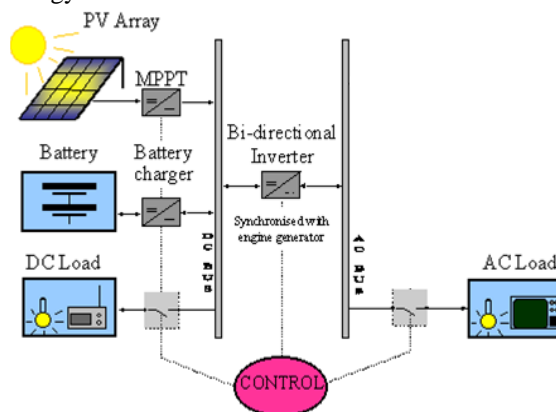 PV Array
MPPT
Bi-directional
Inverter
Battery
Battery
charger
Synchronised with
engine generator
DC BUS
AC BUS
DC Load
AC Load
CONTROL